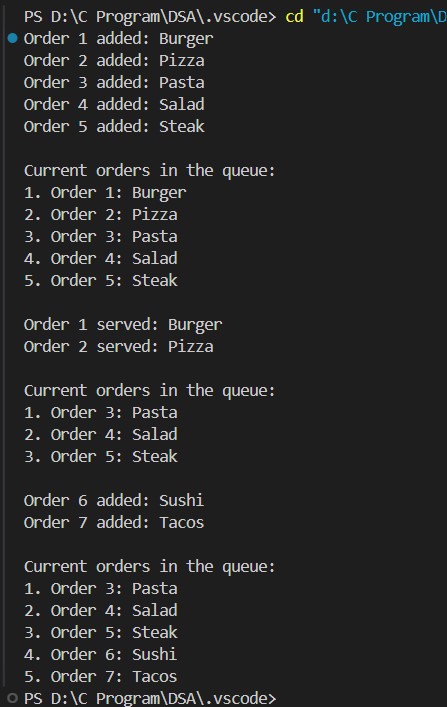 PS D:\C Program\DSA\.vscode> cd "d:\C Program\D
Order 1 added: Burger
Order 2 added: Pizza
Order 3 added: Pasta
Order 4 added: Salad
Order 5 added: Steak
Current orders in the queue:
1. Order 1: Burger
2. Order 2: Pizza
3. Order 3: Pasta
4. Order 4: Salad
5. Order 5: Steak
Order 1 served: Burger
Order 2 served: Pizza
Current orders in the queue:
1. Order 3: Pasta
2. Order 4: Salad
3. Order 5: Steak
Order 6 added: Sushi
Order 7 added: Tacos
Current orders in the queue:
1. Order 3: Pasta
2. Order 4: Salad
3. Order 5: Steak
4. Order 6: Sushi
5. Order 7: Tacos
PS D:\C Program\DSA\.vscode>